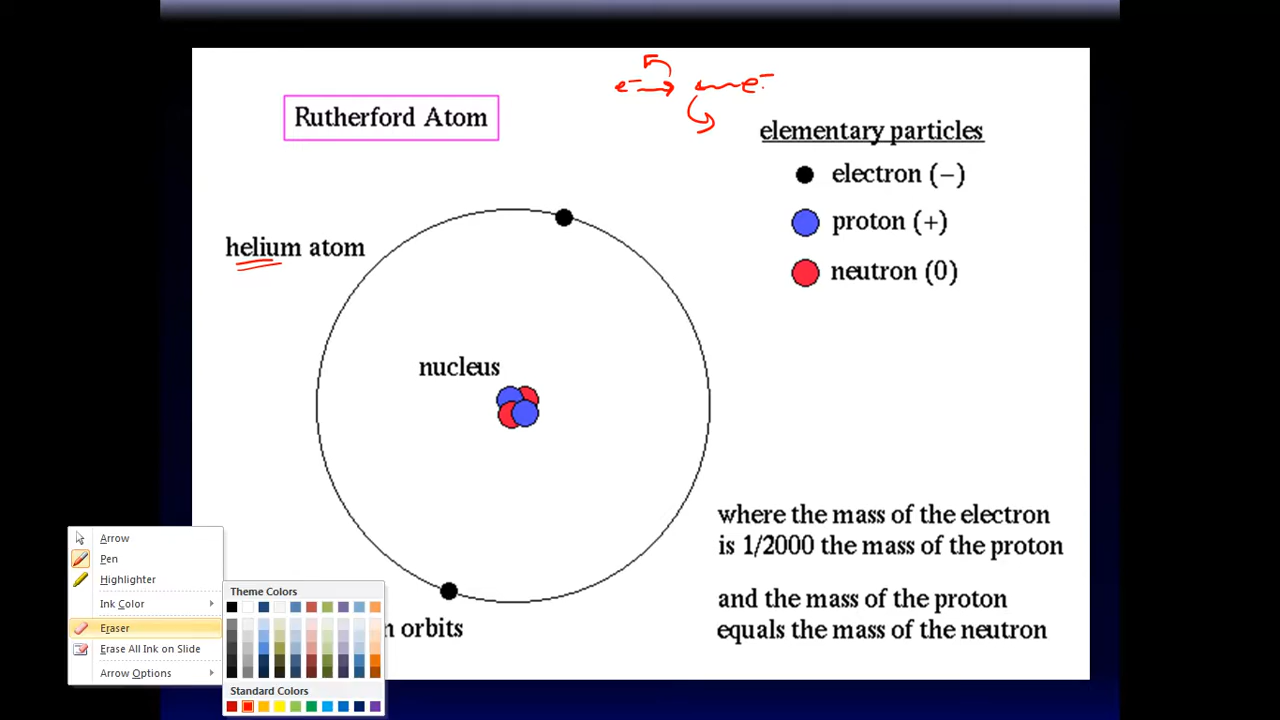 e⁻ → ← e⁻
Rutherford Atom
elementary particles
electron (−)
proton (+)
neutron (0)
helium atom
nucleus
where the mass of the electron
is 1/2000 the mass of the proton
and the mass of the proton
equals the mass of the neutron
n orbits
Arrow
Pen
Highlighter
Ink Color
Eraser
Erase All Ink on Slide
Arrow Options
Theme Colors
Standard Colors